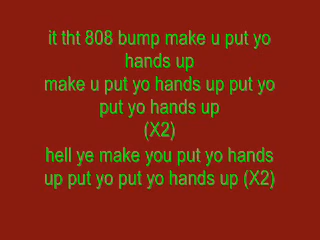 it tht 808 bump make u put yo
hands up
make u put yo hands up put yo
put yo hands up
(X2)
hell ye make you put yo hands
up put yo put yo hands up (X2)